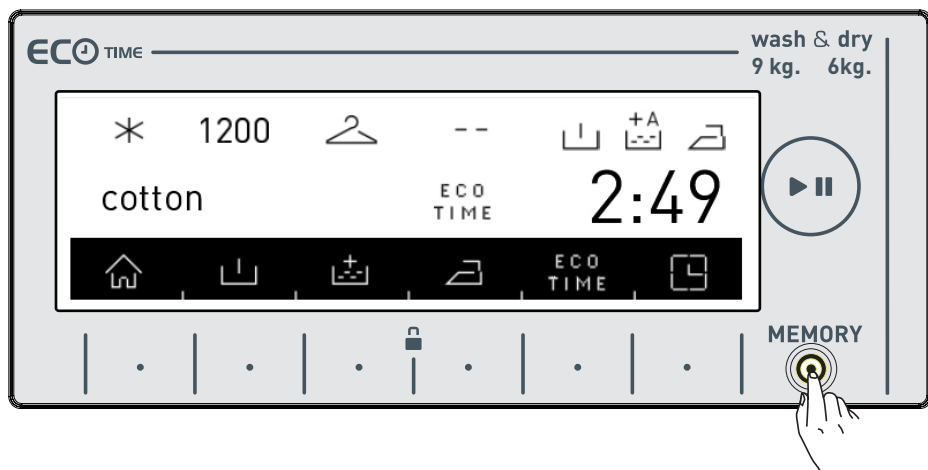 ECO TIME
wash & dry
9 kg. 6kg.
1200
--
+A
cotton
ECO
TIME
2:49
ECO
TIME
MEMORY